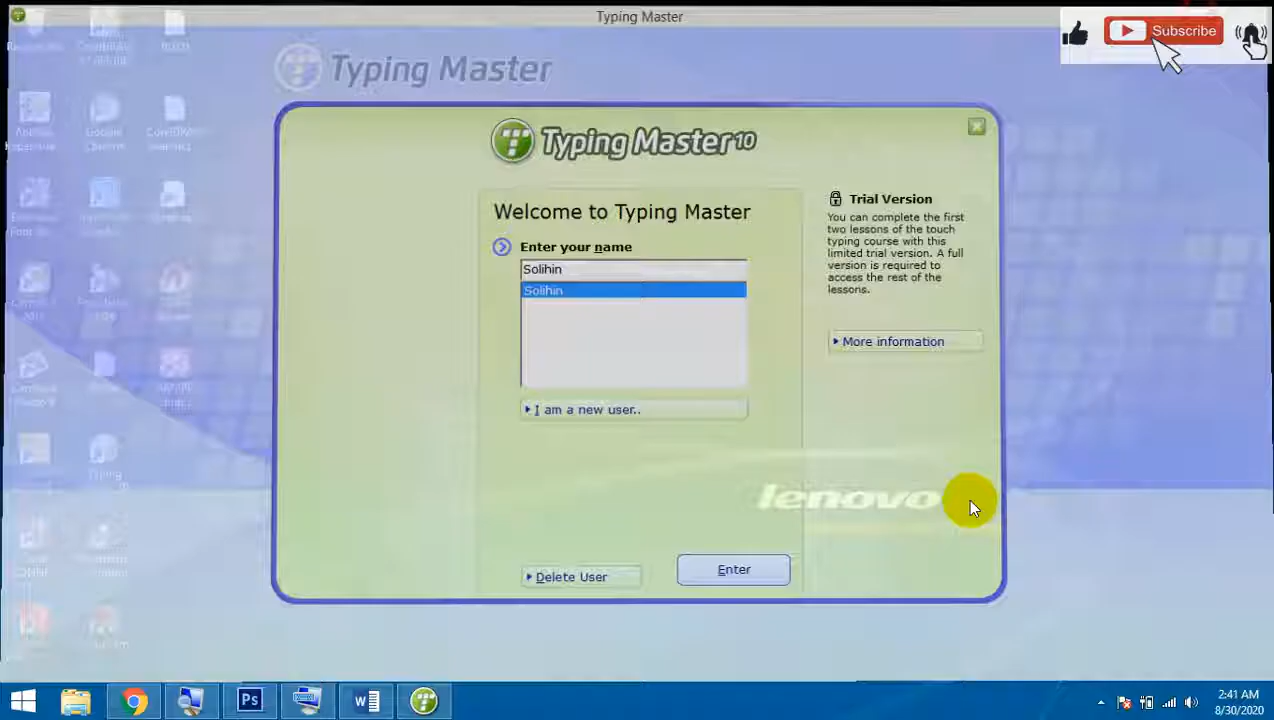 Typing Master
Subscribe
Typing Master
Typing Master 10
Welcome to Typing Master
Enter your name
Solihin
Solihin
I am a new user..
Delete User
Enter
Trial Version
You can complete the first
two lessons of the touch
typing course with this
limited trial version. A full
version is required to
access the rest of the
lessons.
More information
lenovo
Ps
2:41 AM
8/30/2020